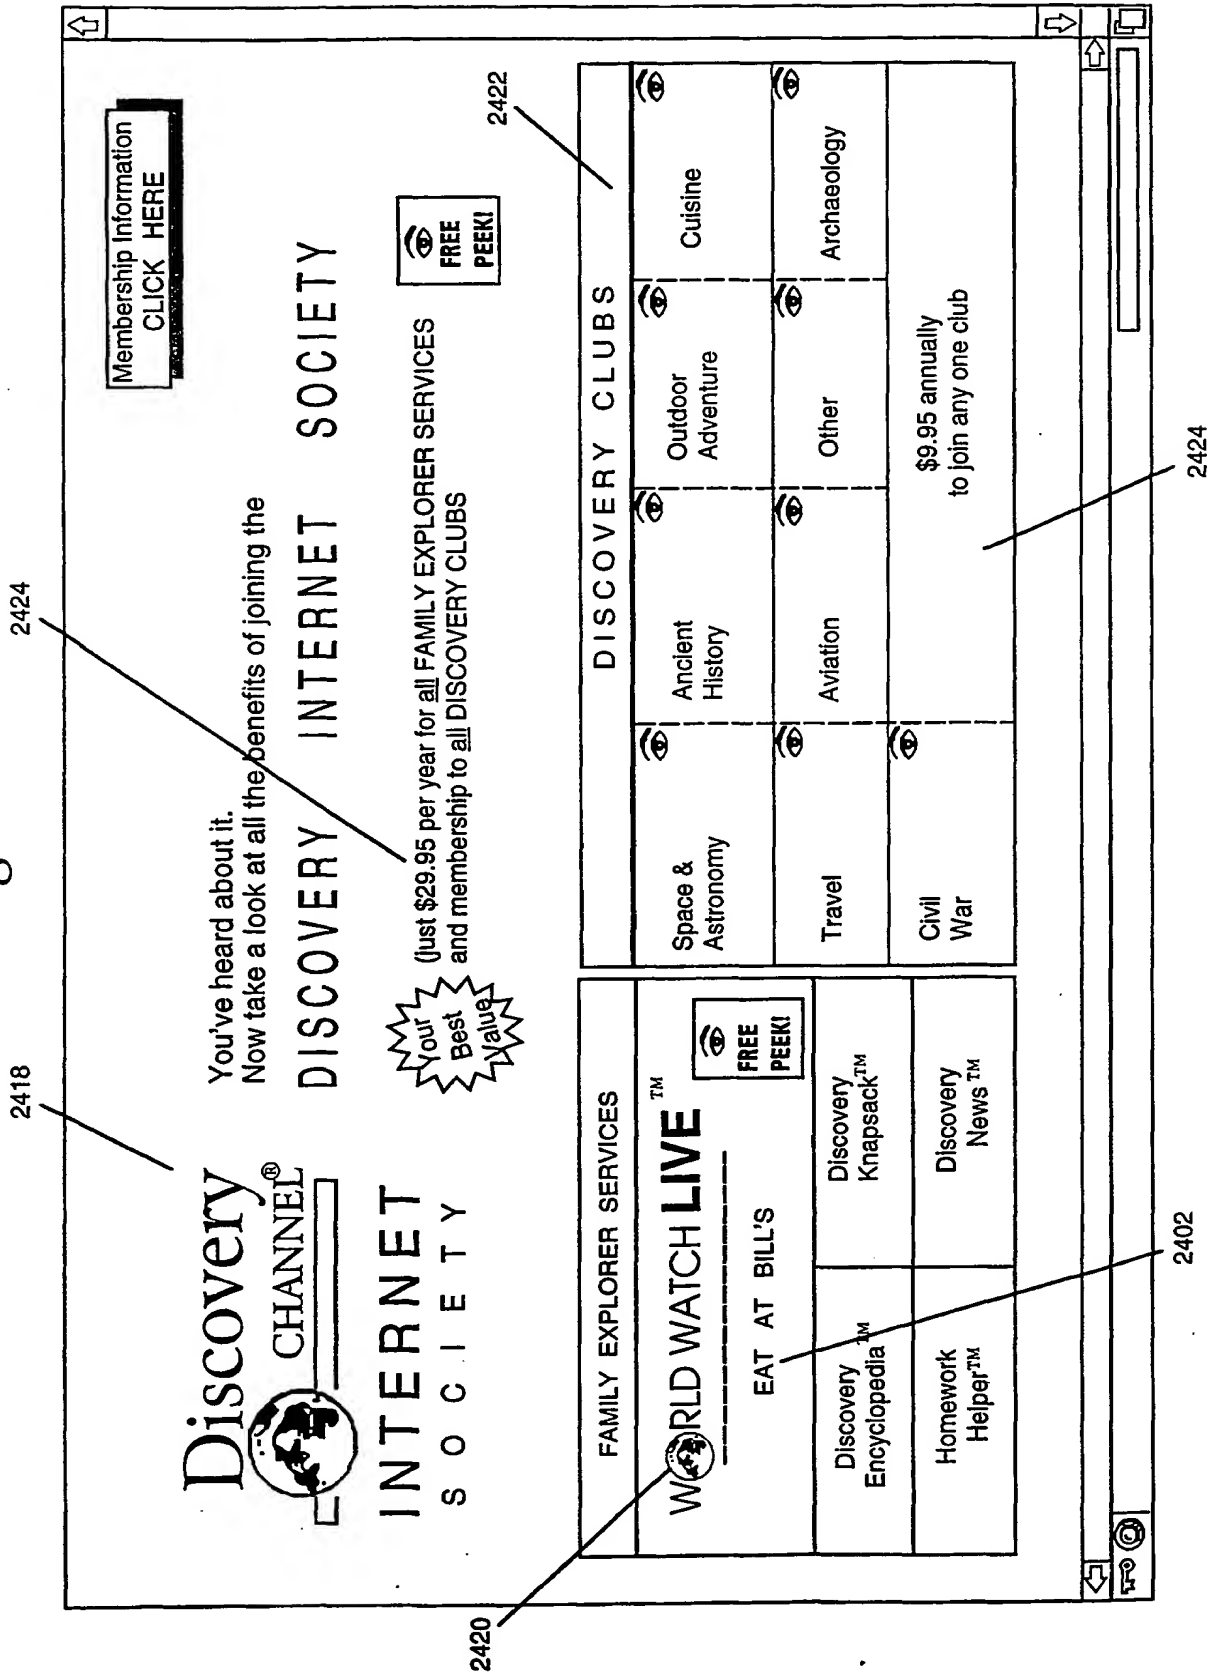 2418
2424
Discovery
CHANNEL®
INTERNET
SOCIETY
You've heard about it.
Now take a look at all the benefits of joining the
DISCOVERY INTERNET SOCIETY
Membership Information
CLICK HERE
Your
Best
Value
(just $29.95 per year for all FAMILY EXPLORER SERVICES
and membership to all DISCOVERY CLUBS
FREE
PEEK!
2420
2422
FAMILY EXPLORER SERVICES
WORLD WATCH LIVE™
FREE
PEEK!
EAT AT BILL'S
Discovery
Encyclopedia™
Discovery
Knapsack™
Homework
Helper™
Discovery
News™
DISCOVERY CLUBS
Space &
Astronomy
Ancient
History
Outdoor
Adventure
Cuisine
Travel
Aviation
Other
Archaeology
Civil
War
$9.95 annually
to join any one club
2402
2424